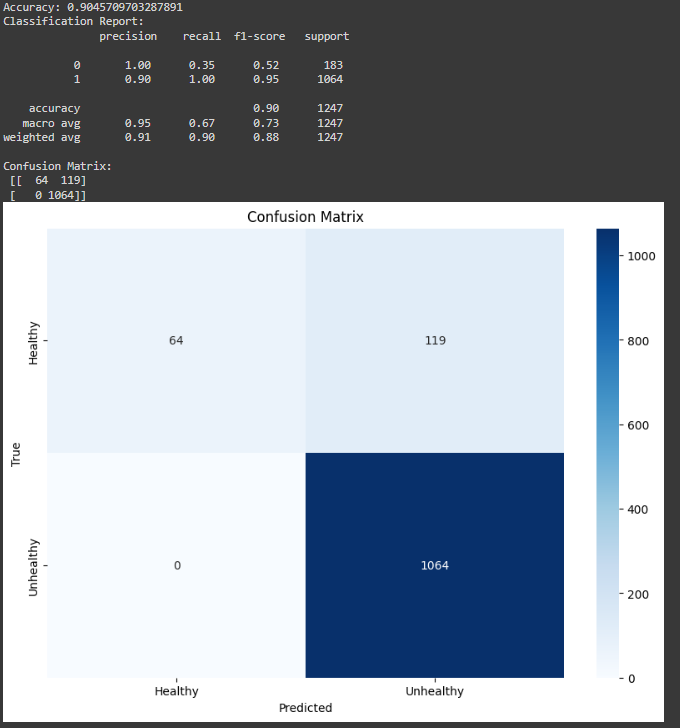 Accuracy: 0.9045709703287891
Classification Report:
precision recall f1-score support
0 1.00 0.35 0.52 183
1 0.90 1.00 0.95 1064
accuracy 0.90 1247
macro avg 0.95 0.67 0.73 1247
weighted avg 0.91 0.90 0.88 1247
Confusion Matrix:
[[ 64 119]
[ 0 1064]]
Confusion Matrix
1000
800
600
400
200
0
True
Healthy
64 119
Unhealthy
0 1064
Healthy Unhealthy
Predicted